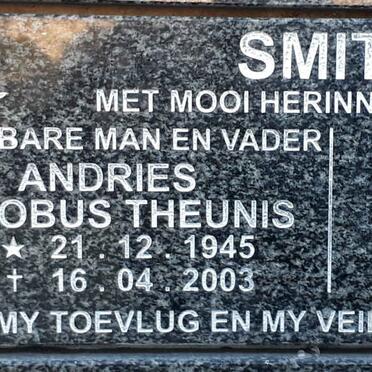 SMIT
MET MOOI HERINN
BARE MAN EN VADER
ANDRIES
OBUS THEUNIS
★ 21 . 12 . 1945
† 16 . 04 . 2003
MY TOEVLUG EN MY VEI